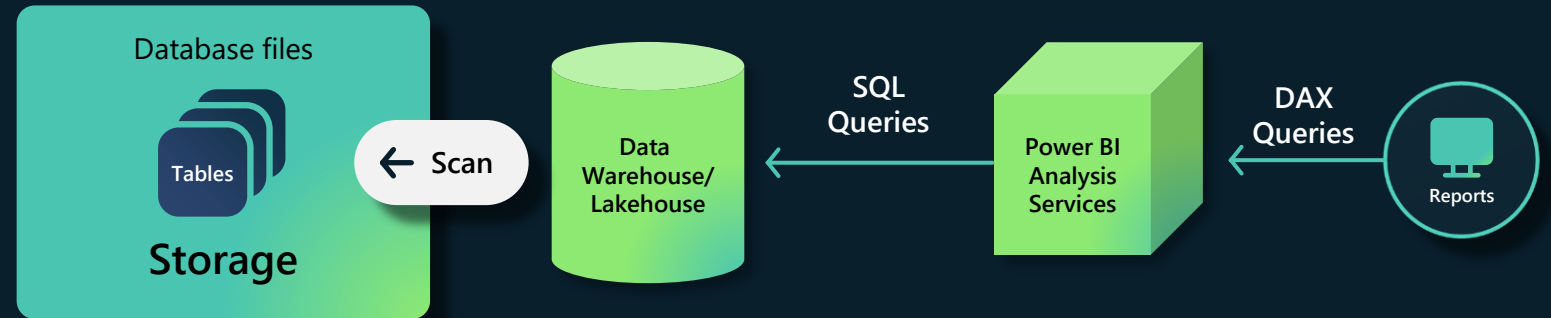 Database files
Tables
Storage
Scan
Data
Warehouse/
Lakehouse
SQL
Queries
Power BI
Analysis
Services
DAX
Queries
Reports